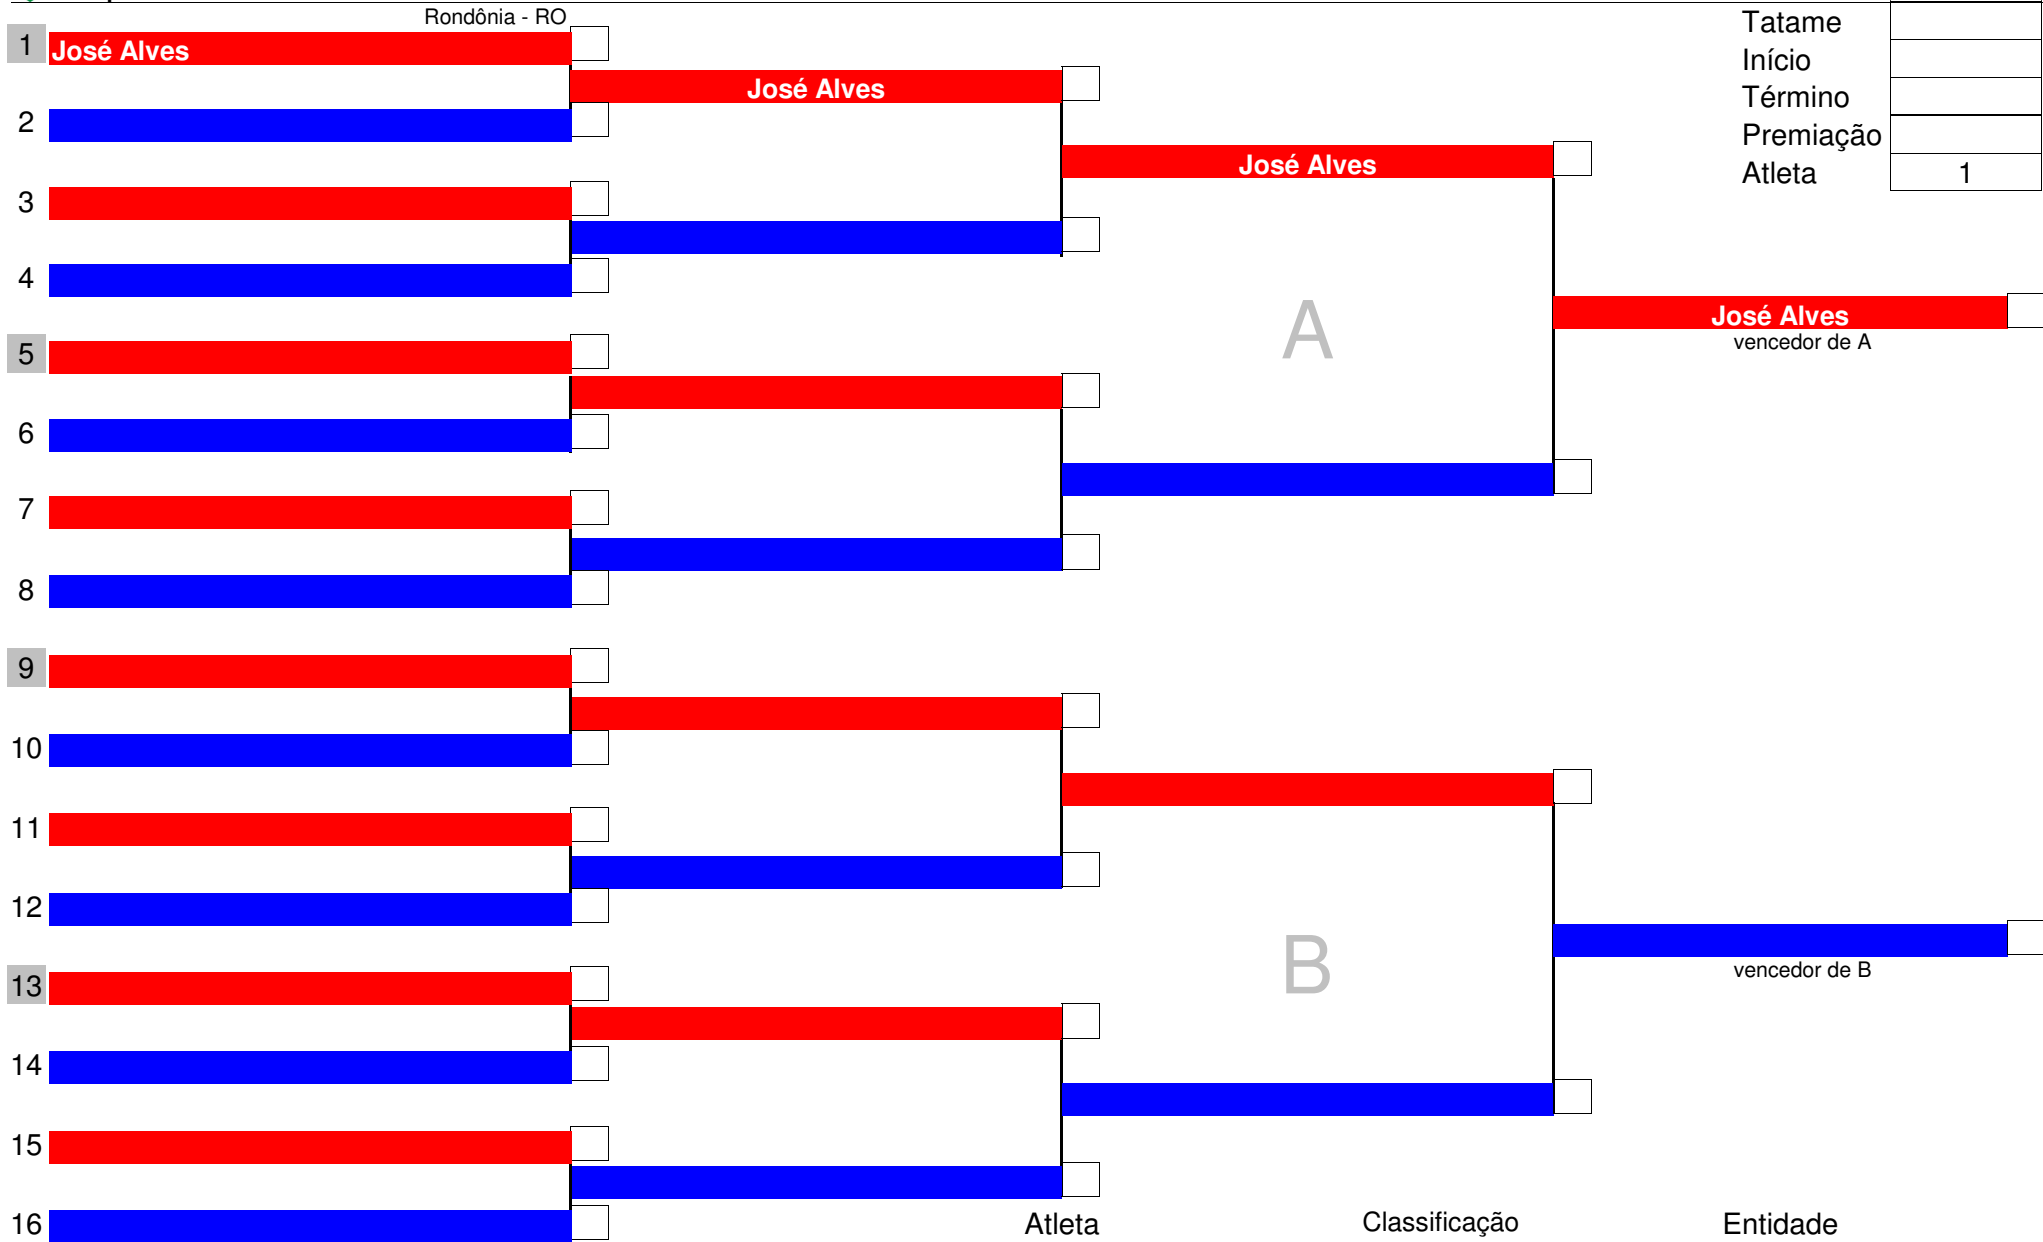 Rondônia - RO
Tatame
Início
Término
Premiação
Atleta 1
1 José Alves
José Alves
2
José Alves
3
4
A
José Alves
vencedor de A
5
6
7
8
9
10
11
12
B
vencedor de B
13
14
15
16
Atleta Classificação Entidade